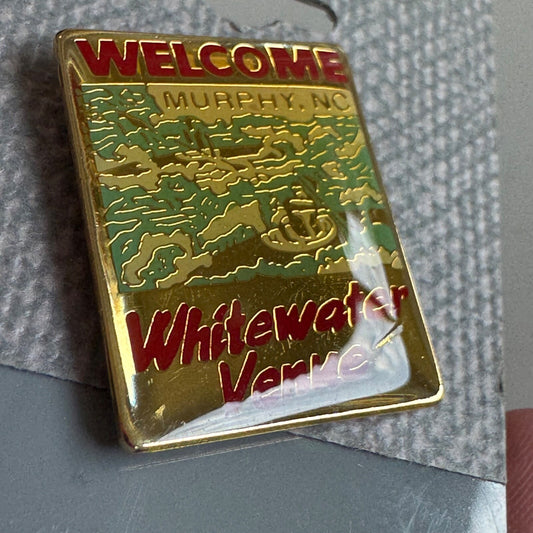 WELCOME
MURPHY, NC
Whitewater
Venue